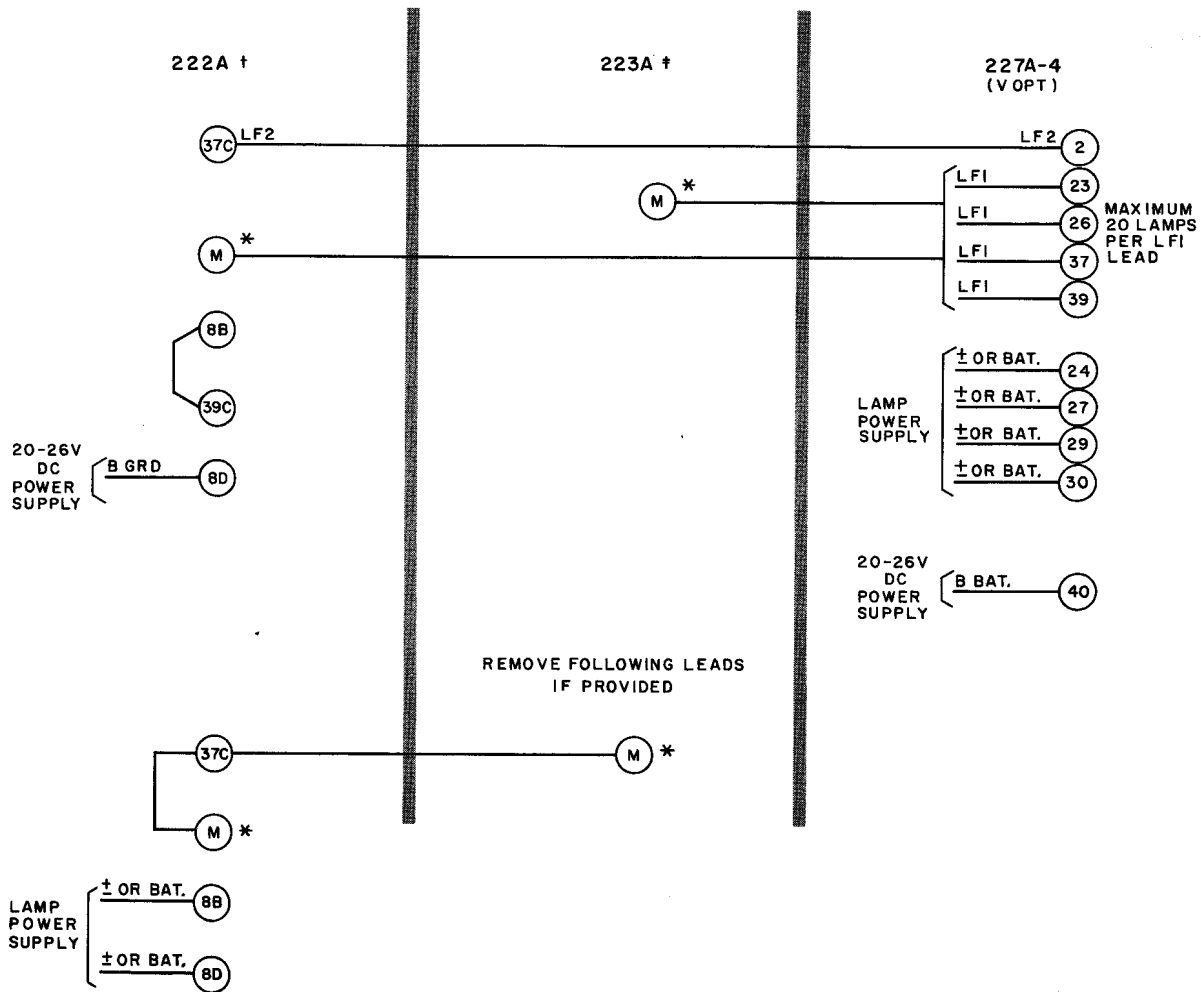 222A †
223A ‡
227A-4
(V OPT)
37C LF2
LF2 2
M *
LF1 23
LF1 26
LF1 37
LF1 39
MAXIMUM
20 LAMPS
PER LF1
LEAD
M *
8B
39C
20-26V
DC
POWER
SUPPLY
B GRD 8D
LAMP
POWER
SUPPLY
± OR BAT. 24
± OR BAT. 27
± OR BAT. 29
± OR BAT. 30
20-26V
DC
POWER
SUPPLY
B BAT. 40
REMOVE FOLLOWING LEADS
IF PROVIDED
37C
M *
M *
LAMP
POWER
SUPPLY
± OR BAT. 8B
± OR BAT. 8D